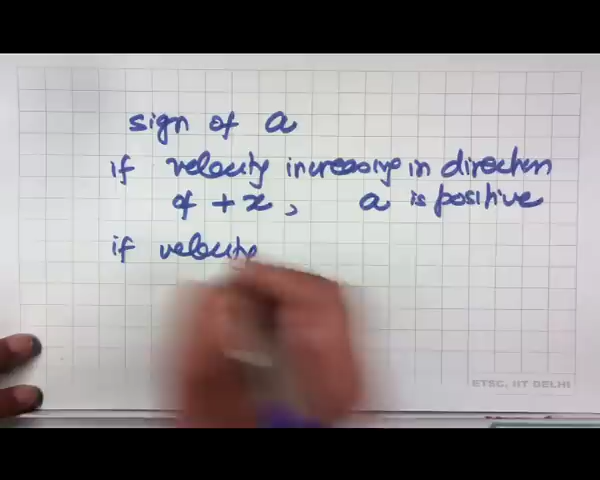 sign of a
if velocity increasing in direction
of + x , a is positive
if velocity
ETSC, IIT DELHI